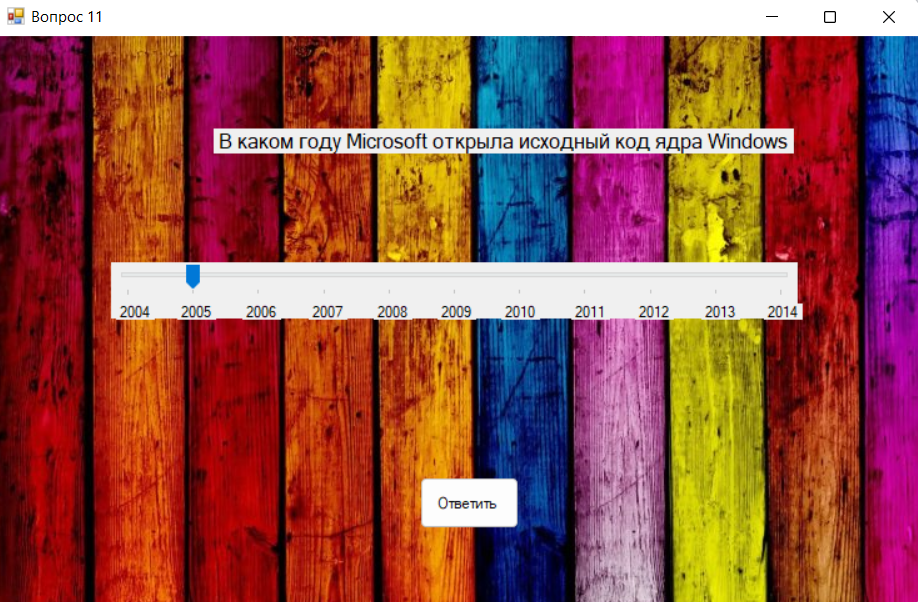 Вопрос 11
В каком году Microsoft открыла исходный код ядра Windows
2004 2005 2006 2007 2008 2009 2010 2011 2012 2013 2014
Ответить